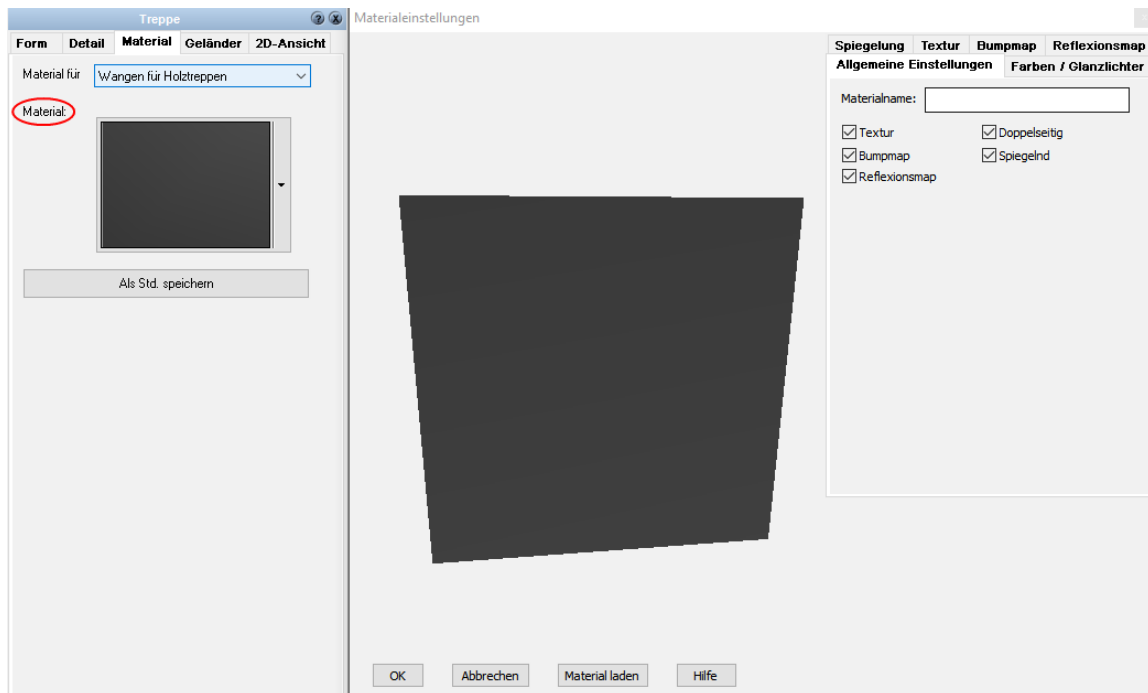 Treppe
Form Detail Material Geländer 2D-Ansicht
Material für Wangen für Holztreppen
Material:
Als Std. speichern
Materialeinstellungen
Spiegelung Textur Bumpmap Reflexionsmap
Allgemeine Einstellungen Farben / Glanzlichter
Materialname:
Textur Doppelseitig
Bumpmap Spiegelnd
Reflexionsmap
OK Abbrechen Material laden Hilfe